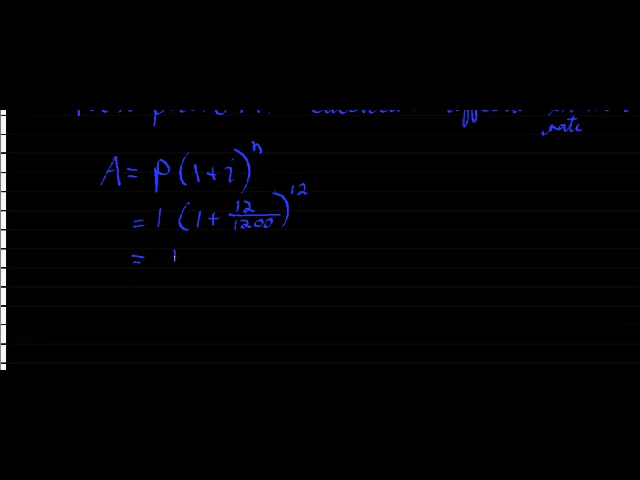 rate
A = P (1 + i)^n
= 1 (1 + 12/1200)^12
= 1